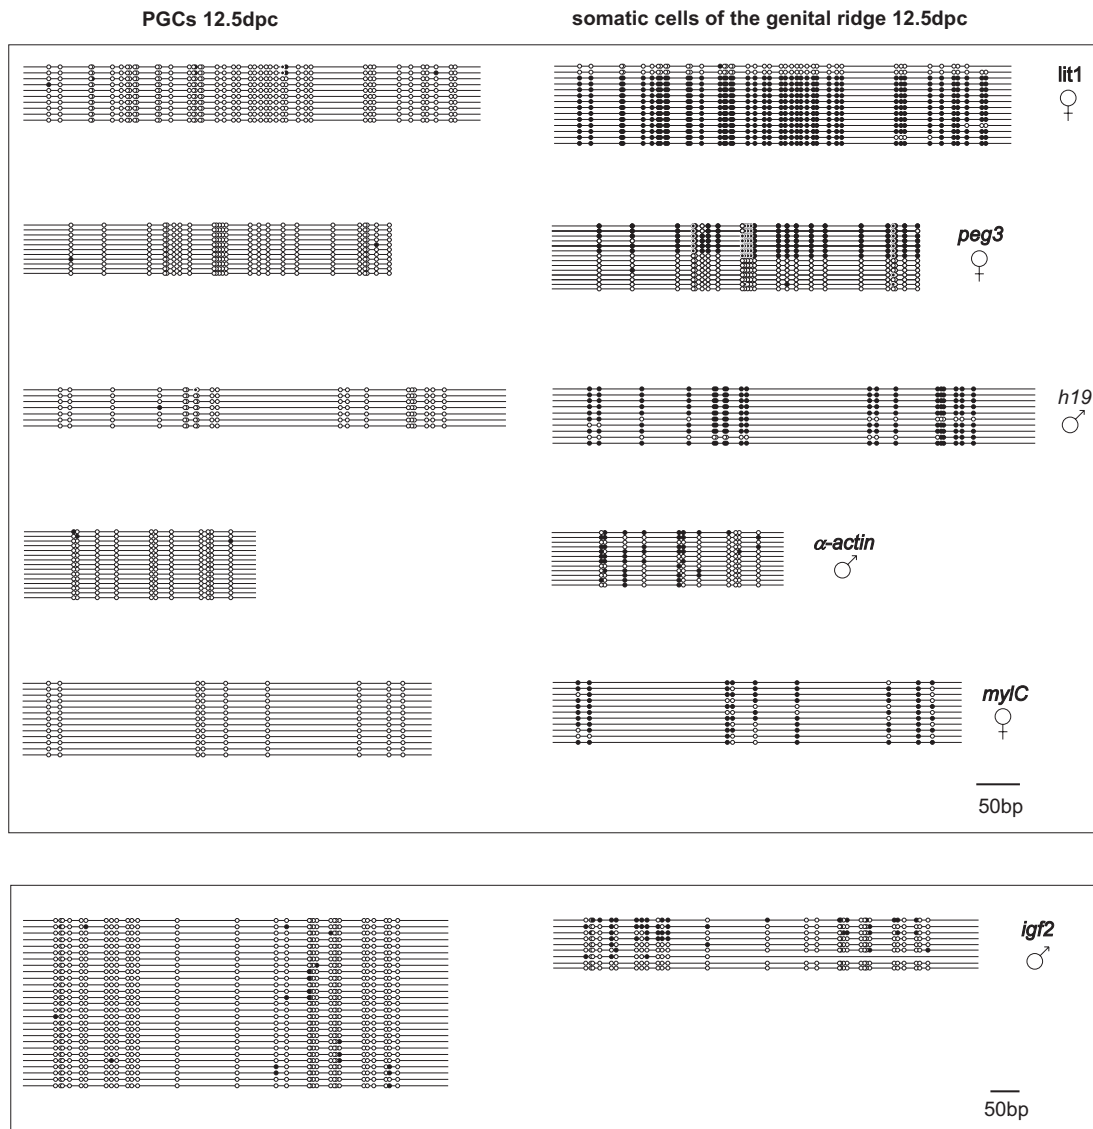 PGCs 12.5dpc
somatic cells of the genital ridge 12.5dpc
lit1
♀
peg3
♀
h19
♂
α-actin
♂
mylC
♀
50bp
igf2
♂
50bp